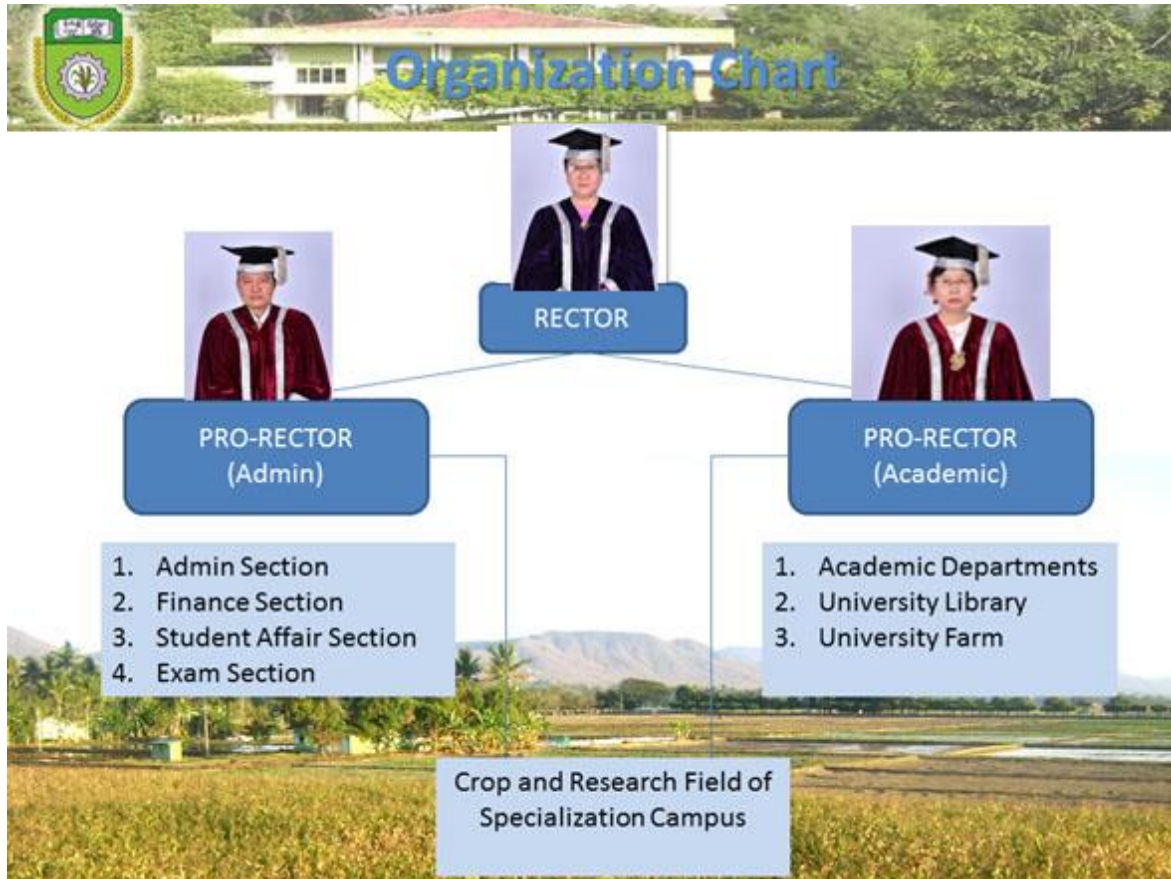 Organization Chart
RECTOR
PRO-RECTOR
(Admin)
PRO-RECTOR
(Academic)
1. Admin Section
2. Finance Section
3. Student Affair Section
4. Exam Section
1. Academic Departments
2. University Library
3. University Farm
Crop and Research Field of
Specialization Campus